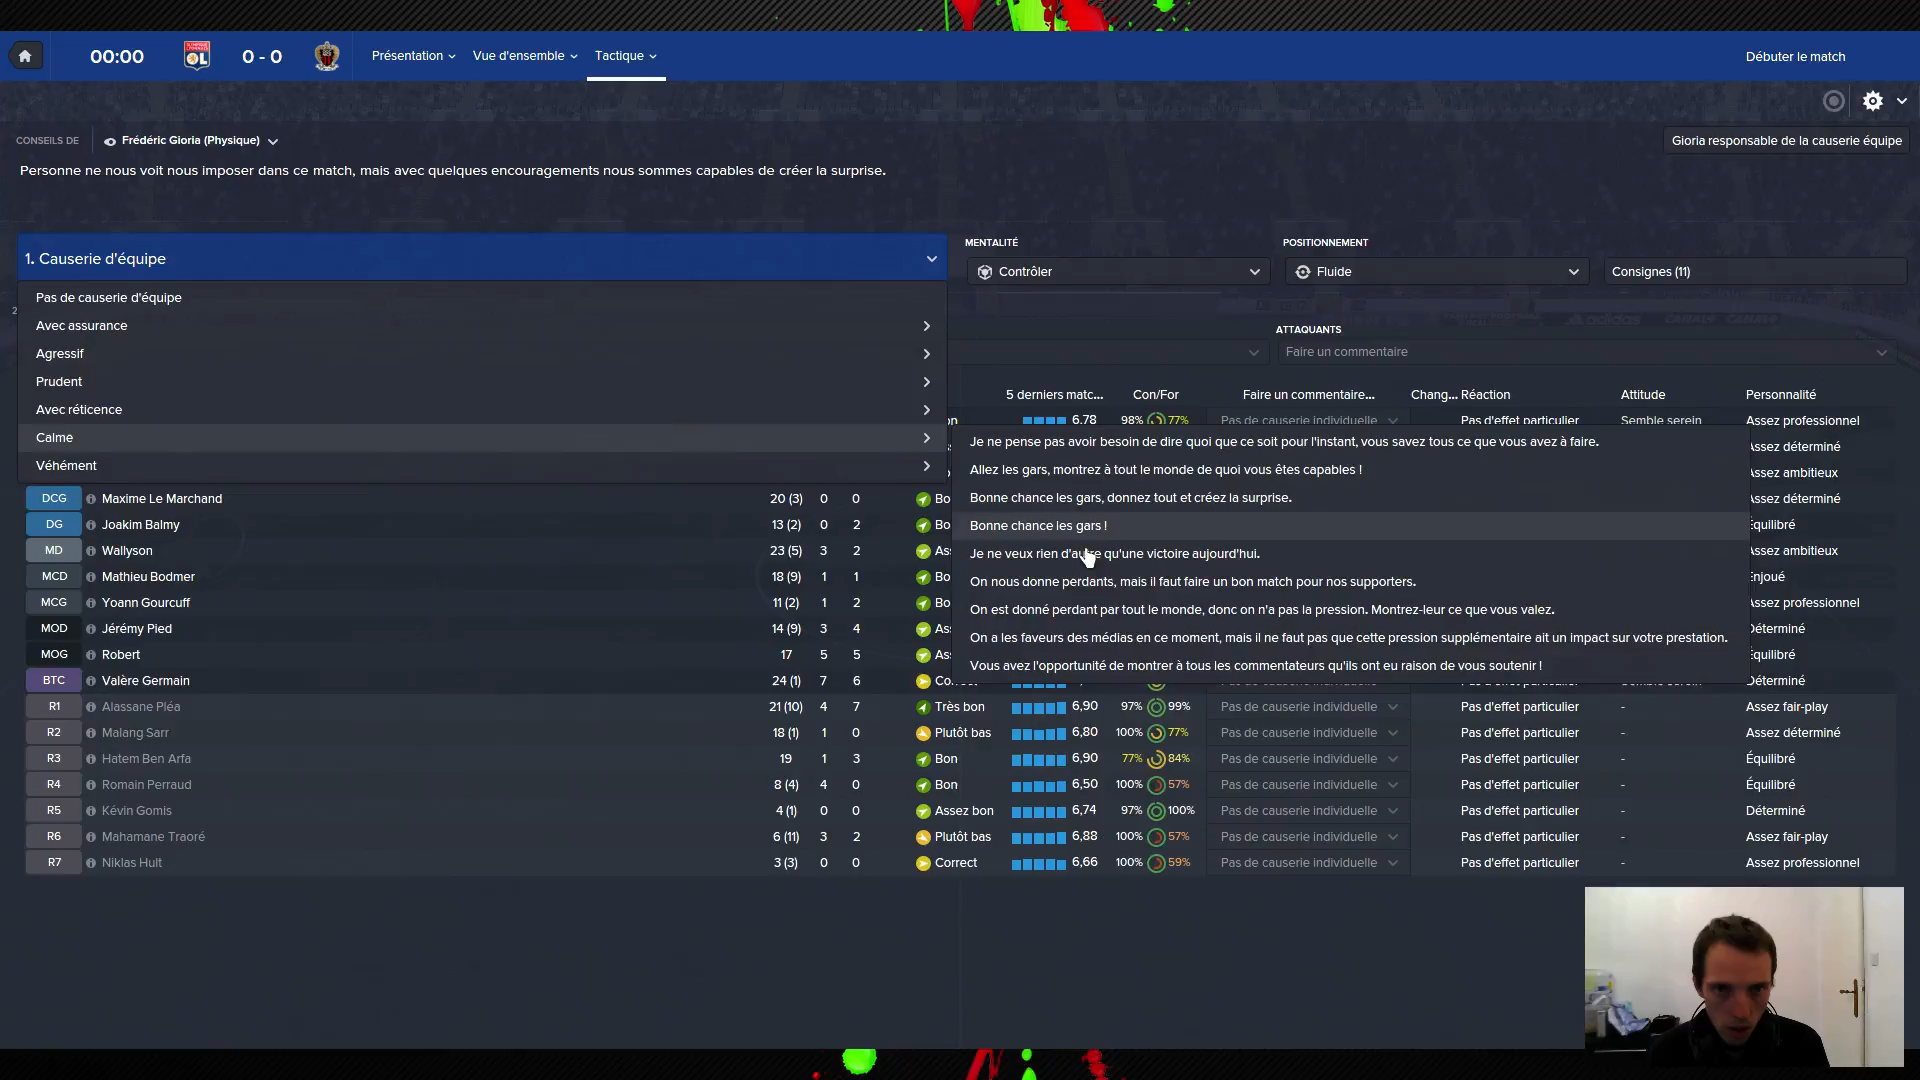 00:00
OL
0 - 0
Présentation
Vue d'ensemble
Tactique
Débuter le match
CONSEILS DE
Frédéric Gioria (Physique)
Gioria responsable de la causerie équipe
Personne ne nous voit nous imposer dans ce match, mais avec quelques encouragements nous sommes capables de créer la surprise.
1. Causerie d'équipe
MENTALITÉ
POSITIONNEMENT
Contrôler
Fluide
Consignes (11)
Pas de causerie d'équipe
Avec assurance
Agressif
Prudent
Avec réticence
Calme
Véhément
ATTAQUANTS
Faire un commentaire
5 derniers matc... Con/For Faire un commentaire... Chang... Réaction Attitude Personnalité
6,78 98% 77% Pas de causerie individuelle Pas d'effet particulier Semble serein Assez professionnel
Assez déterminé
Assez ambitieux
Assez déterminé
Équilibré
Assez ambitieux
Enjoué
Assez professionnel
Déterminé
Équilibré
Déterminé
Je ne pense pas avoir besoin de dire quoi que ce soit pour l'instant, vous savez tous ce que vous avez à faire.
Allez les gars, montrez à tout le monde de quoi vous êtes capables !
Bonne chance les gars, donnez tout et créez la surprise.
Bonne chance les gars !
Je ne veux rien d'autre qu'une victoire aujourd'hui.
On nous donne perdants, mais il faut faire un bon match pour nos supporters.
On est donné perdant par tout le monde, donc on n'a pas la pression. Montrez-leur ce que vous valez.
On a les faveurs des médias en ce moment, mais il ne faut pas que cette pression supplémentaire ait un impact sur votre prestation.
Vous avez l'opportunité de montrer à tous les commentateurs qu'ils ont eu raison de vous soutenir !
DCG Maxime Le Marchand 20 (3) 0 0
DG Joakim Balmy 13 (2) 0 2
MD Wallyson 23 (5) 3 2
MCD Mathieu Bodmer 18 (9) 1 1
MCG Yoann Gourcuff 11 (2) 1 2
MOD Jérémy Pied 14 (9) 3 4
MOG Robert 17 5 5
BTC Valère Germain 24 (1) 7 6
R1 Alassane Pléa 21 (10) 4 7 Très bon 6,90 97% 99% Pas de causerie individuelle Pas d'effet particulier - Assez fair-play
R2 Malang Sarr 18 (1) 1 0 Plutôt bas 6,80 100% 77% Pas de causerie individuelle Pas d'effet particulier - Assez déterminé
R3 Hatem Ben Arfa 19 1 3 Bon 6,90 77% 84% Pas de causerie individuelle Pas d'effet particulier - Équilibré
R4 Romain Perraud 8 (4) 4 0 Bon 6,50 100% 57% Pas de causerie individuelle Pas d'effet particulier - Équilibré
R5 Kévin Gomis 4 (1) 0 0 Assez bon 6,74 97% 100% Pas de causerie individuelle Pas d'effet particulier - Déterminé
R6 Mahamane Traoré 6 (11) 3 2 Plutôt bas 6,88 100% 57% Pas de causerie individuelle Pas d'effet particulier - Assez fair-play
R7 Niklas Hult 3 (3) 0 0 Correct 6,66 100% 59% Pas de causerie individuelle Pas d'effet particulier - Assez professionnel